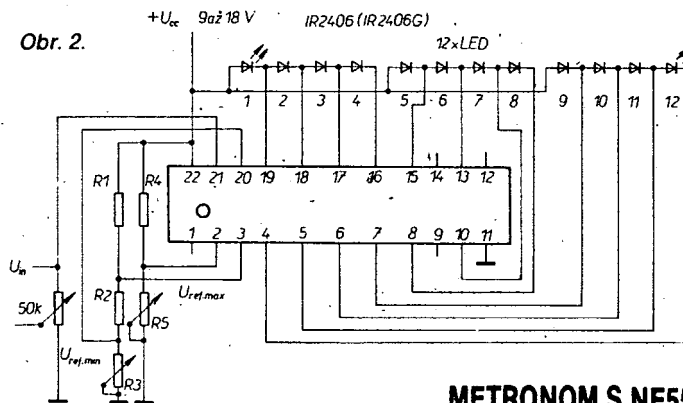 Obr. 2.
+Ucc 9 až 18 V
IR2406 (IR2406G)
12xLED
1 2 3 4 5 6 7 8 9 10 11 12
R1 R4
22 21 20 19 18 17 16 15 14 13 12
1 2 3 4 5 6 7 8 9 10 11
Uin
50k
R2
Uref.max
R5
Uref.min
R3